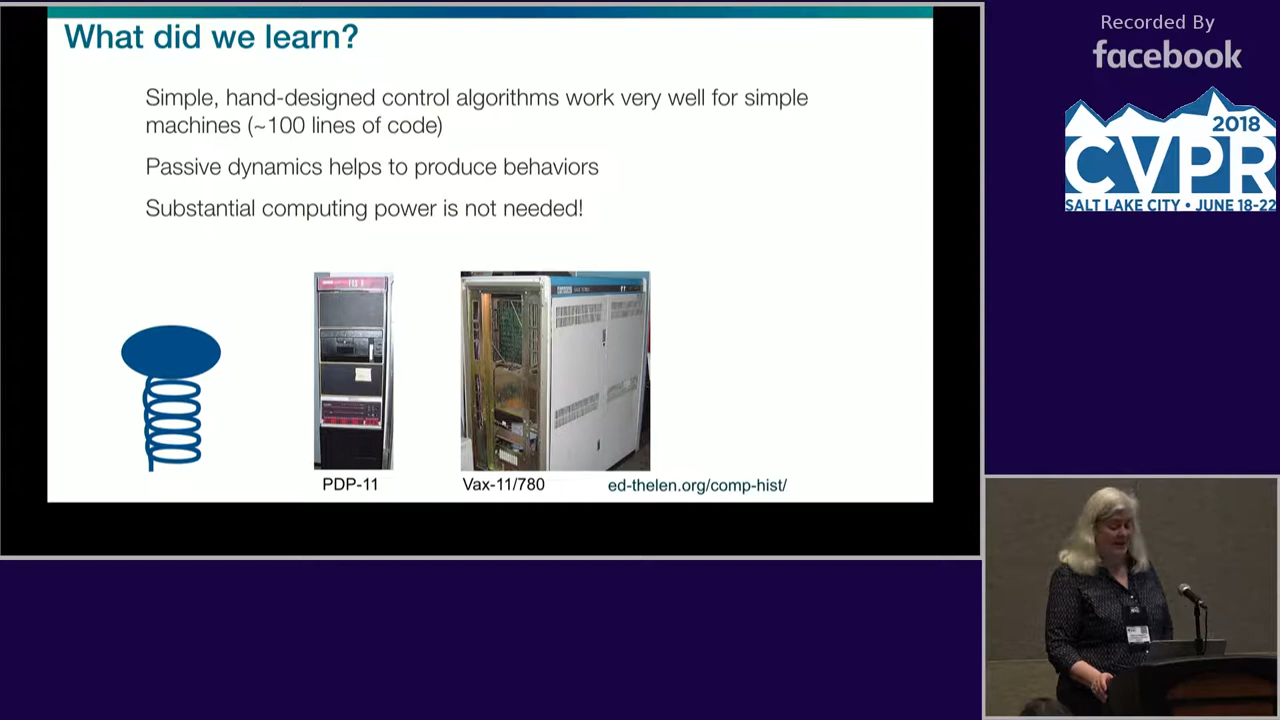 What did we learn?
Simple, hand-designed control algorithms work very well for simple
machines (~100 lines of code)
Passive dynamics helps to produce behaviors
Substantial computing power is not needed!
PDP-11
Vax-11/780
ed-thelen.org/comp-hist/
Recorded By
facebook
2018
CVPR
SALT LAKE CITY • JUNE 18-22